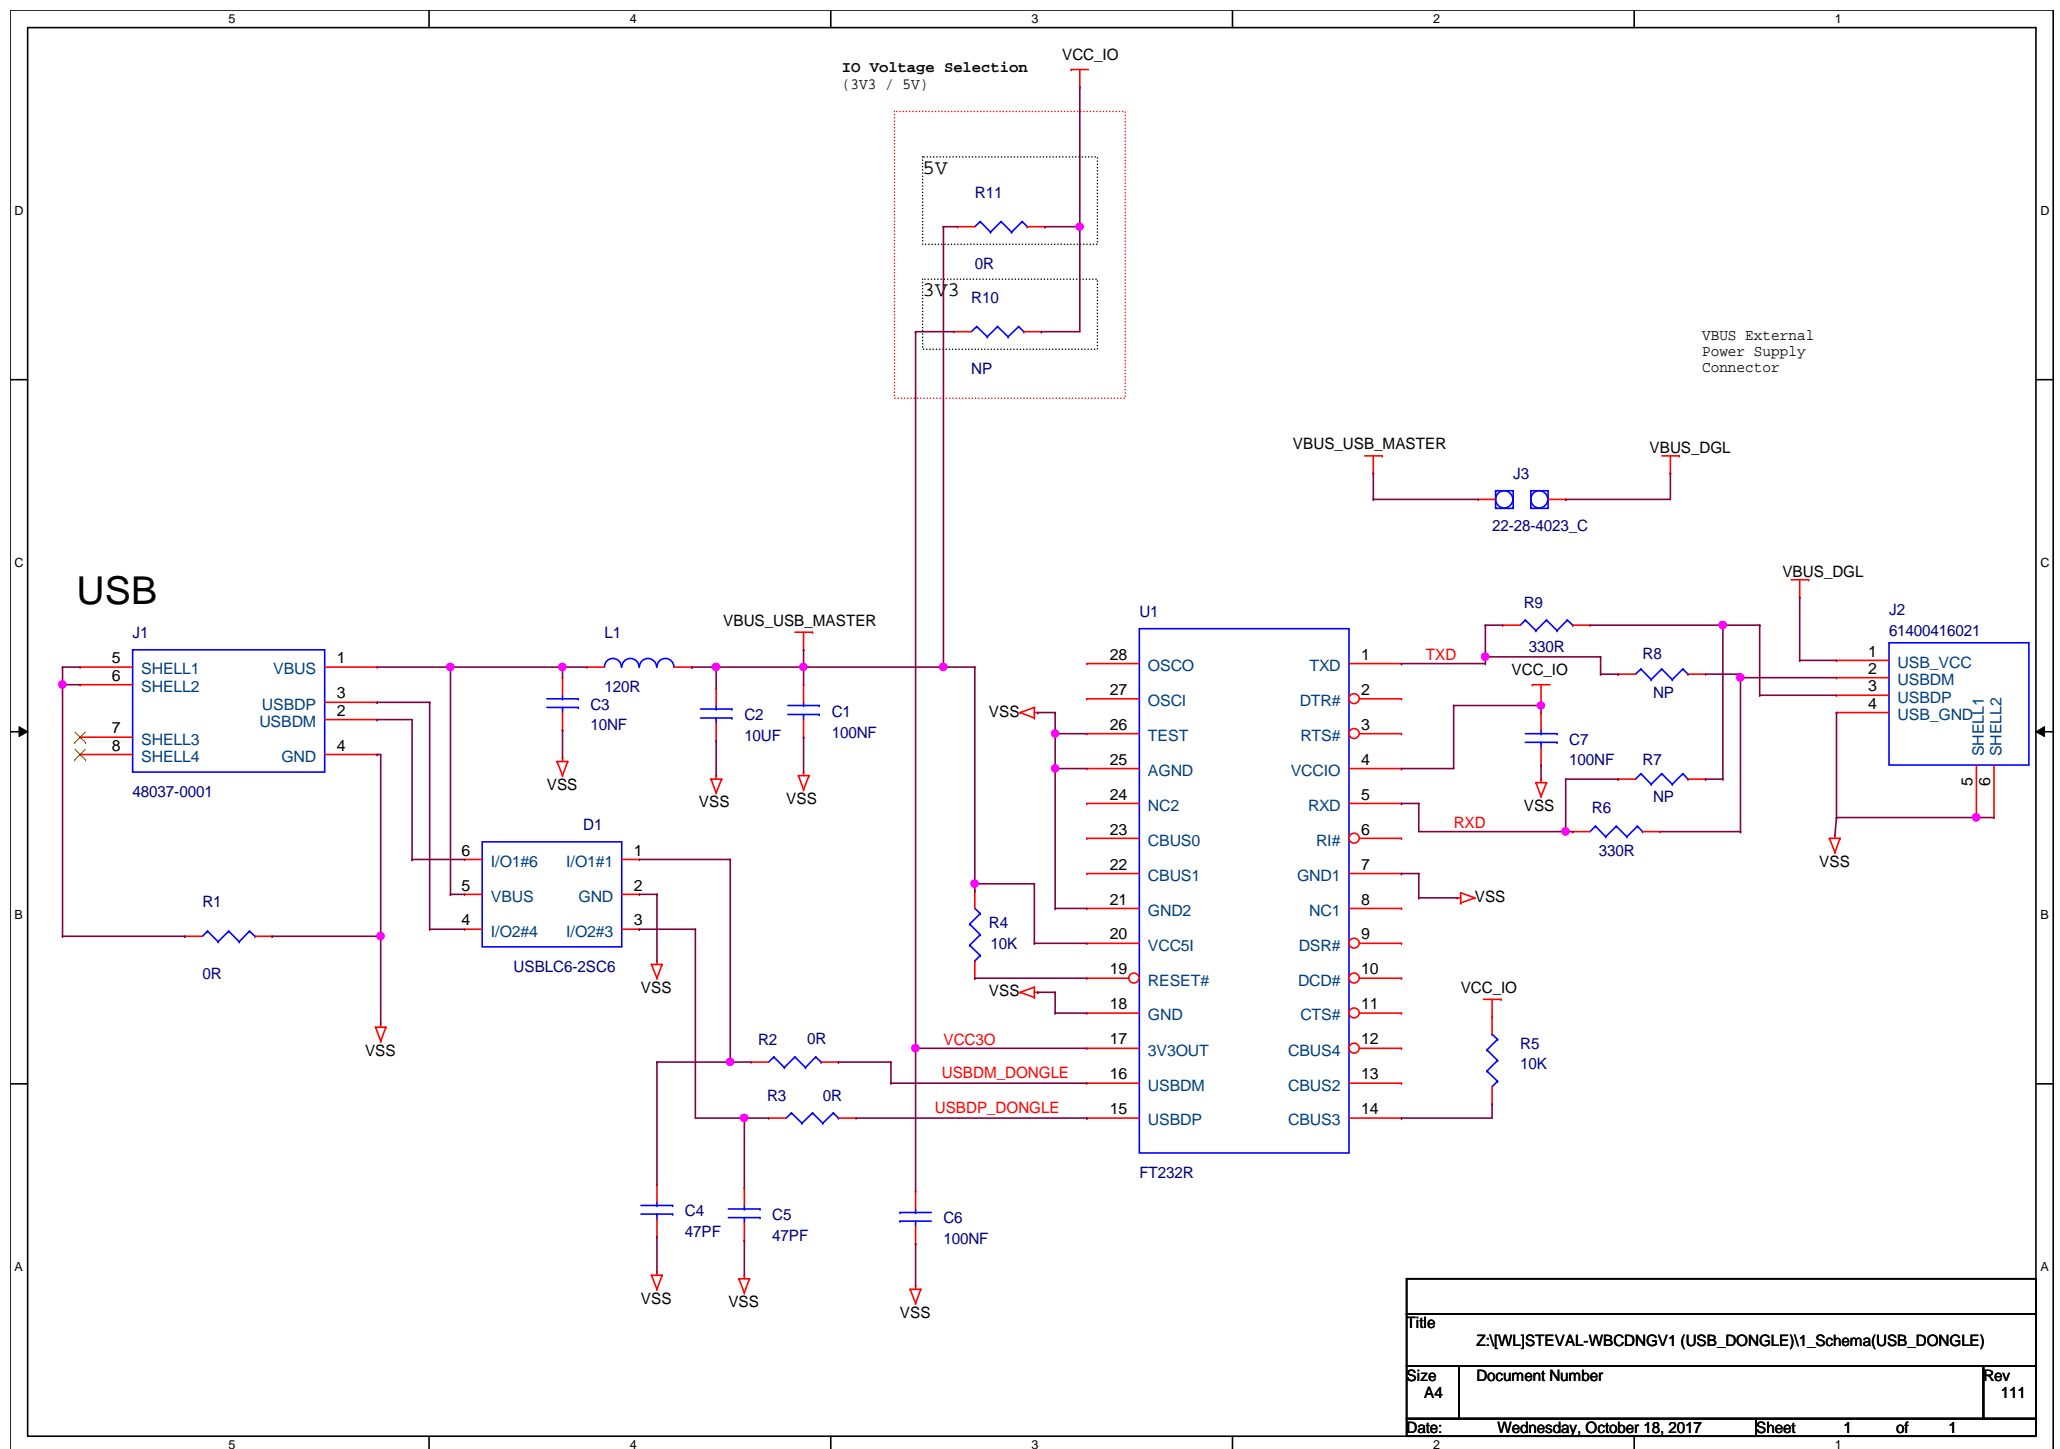 5 4 3 2 1
D
C
B
A
D
C
B
A
IO Voltage Selection
(3V3 / 5V)
VCC_IO
5V
R11
0R
3V3
R10
NP
VBUS External
Power Supply
Connector
VBUS_USB_MASTER
VBUS_DGL
J3
22-28-4023_C
USB
J1
5 SHELL1
6 SHELL2
7 SHELL3
8 SHELL4
VBUS 1
USBDP 3
USBDM 2
GND 4
48037-0001
L1
120R
C3
10NF
VSS
C2
10UF
VSS
VBUS_USB_MASTER
C1
100NF
VSS
R1
0R
VSS
D1
6 I/O1#6
5 VBUS
4 I/O2#4
I/O1#1 1
GND 2
I/O2#3 3
USBLC6-2SC6
VSS
R2 0R
R3 0R
C4
47PF
VSS
C5
47PF
VSS
C6
100NF
VSS
VCC3O
USBDM_DONGLE
USBDP_DONGLE
R4
10K
VSS
VSS
U1
28 OSCO
27 OSCI
26 TEST
25 AGND
24 NC2
23 CBUS0
22 CBUS1
21 GND2
20 VCC5I
19 RESET#
18 GND
17 3V3OUT
16 USBDM
15 USBDP
TXD 1
DTR# 2
RTS# 3
VCCIO 4
RXD 5
RI# 6
GND1 7
NC1 8
DSR# 9
DCD# 10
CTS# 11
CBUS4 12
CBUS2 13
CBUS3 14
FT232R
TXD
RXD
VSS
R9
330R
R8
NP
VCC_IO
C7
100NF
VSS
R7
NP
R6
330R
VCC_IO
R5
10K
VBUS_DGL
J2
61400416021
1 USB_VCC
2 USBDM
3 USBDP
4 USB_GND
SHELL1
SHELL2
5
6
VSS
Title
Z:\[WL]STEVAL-WBCDNGV1 (USB_DONGLE)\1_Schema(USB_DONGLE)
Size
A4
Document Number
Rev
111
Date: Wednesday, October 18, 2017 Sheet 1 of 1
5 4 3 2 1